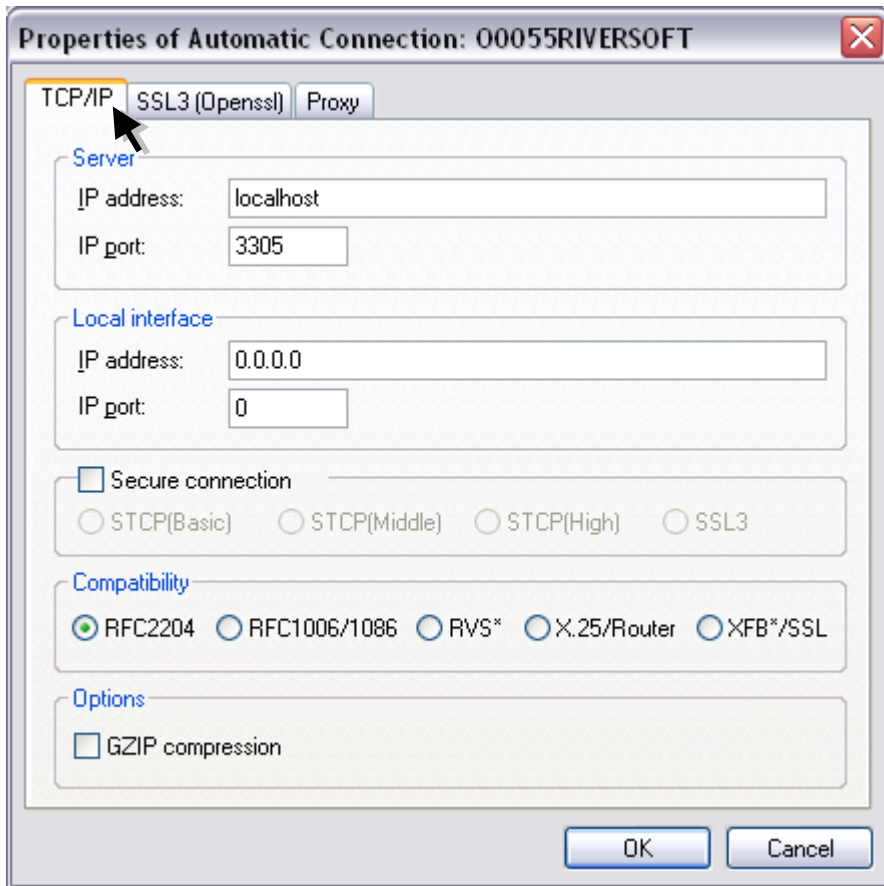 Properties of Automatic Connection: O0055RIVERSOFT
TCP/IP SSL3 (Openssl) Proxy
Server
IP address: localhost
IP port: 3305
Local interface
IP address: 0.0.0.0
IP port: 0
Secure connection
STCP(Basic) STCP(Middle) STCP(High) SSL3
Compatibility
RFC2204 RFC1006/1086 RVS* X.25/Router XFB*/SSL
Options
GZIP compression
OK Cancel